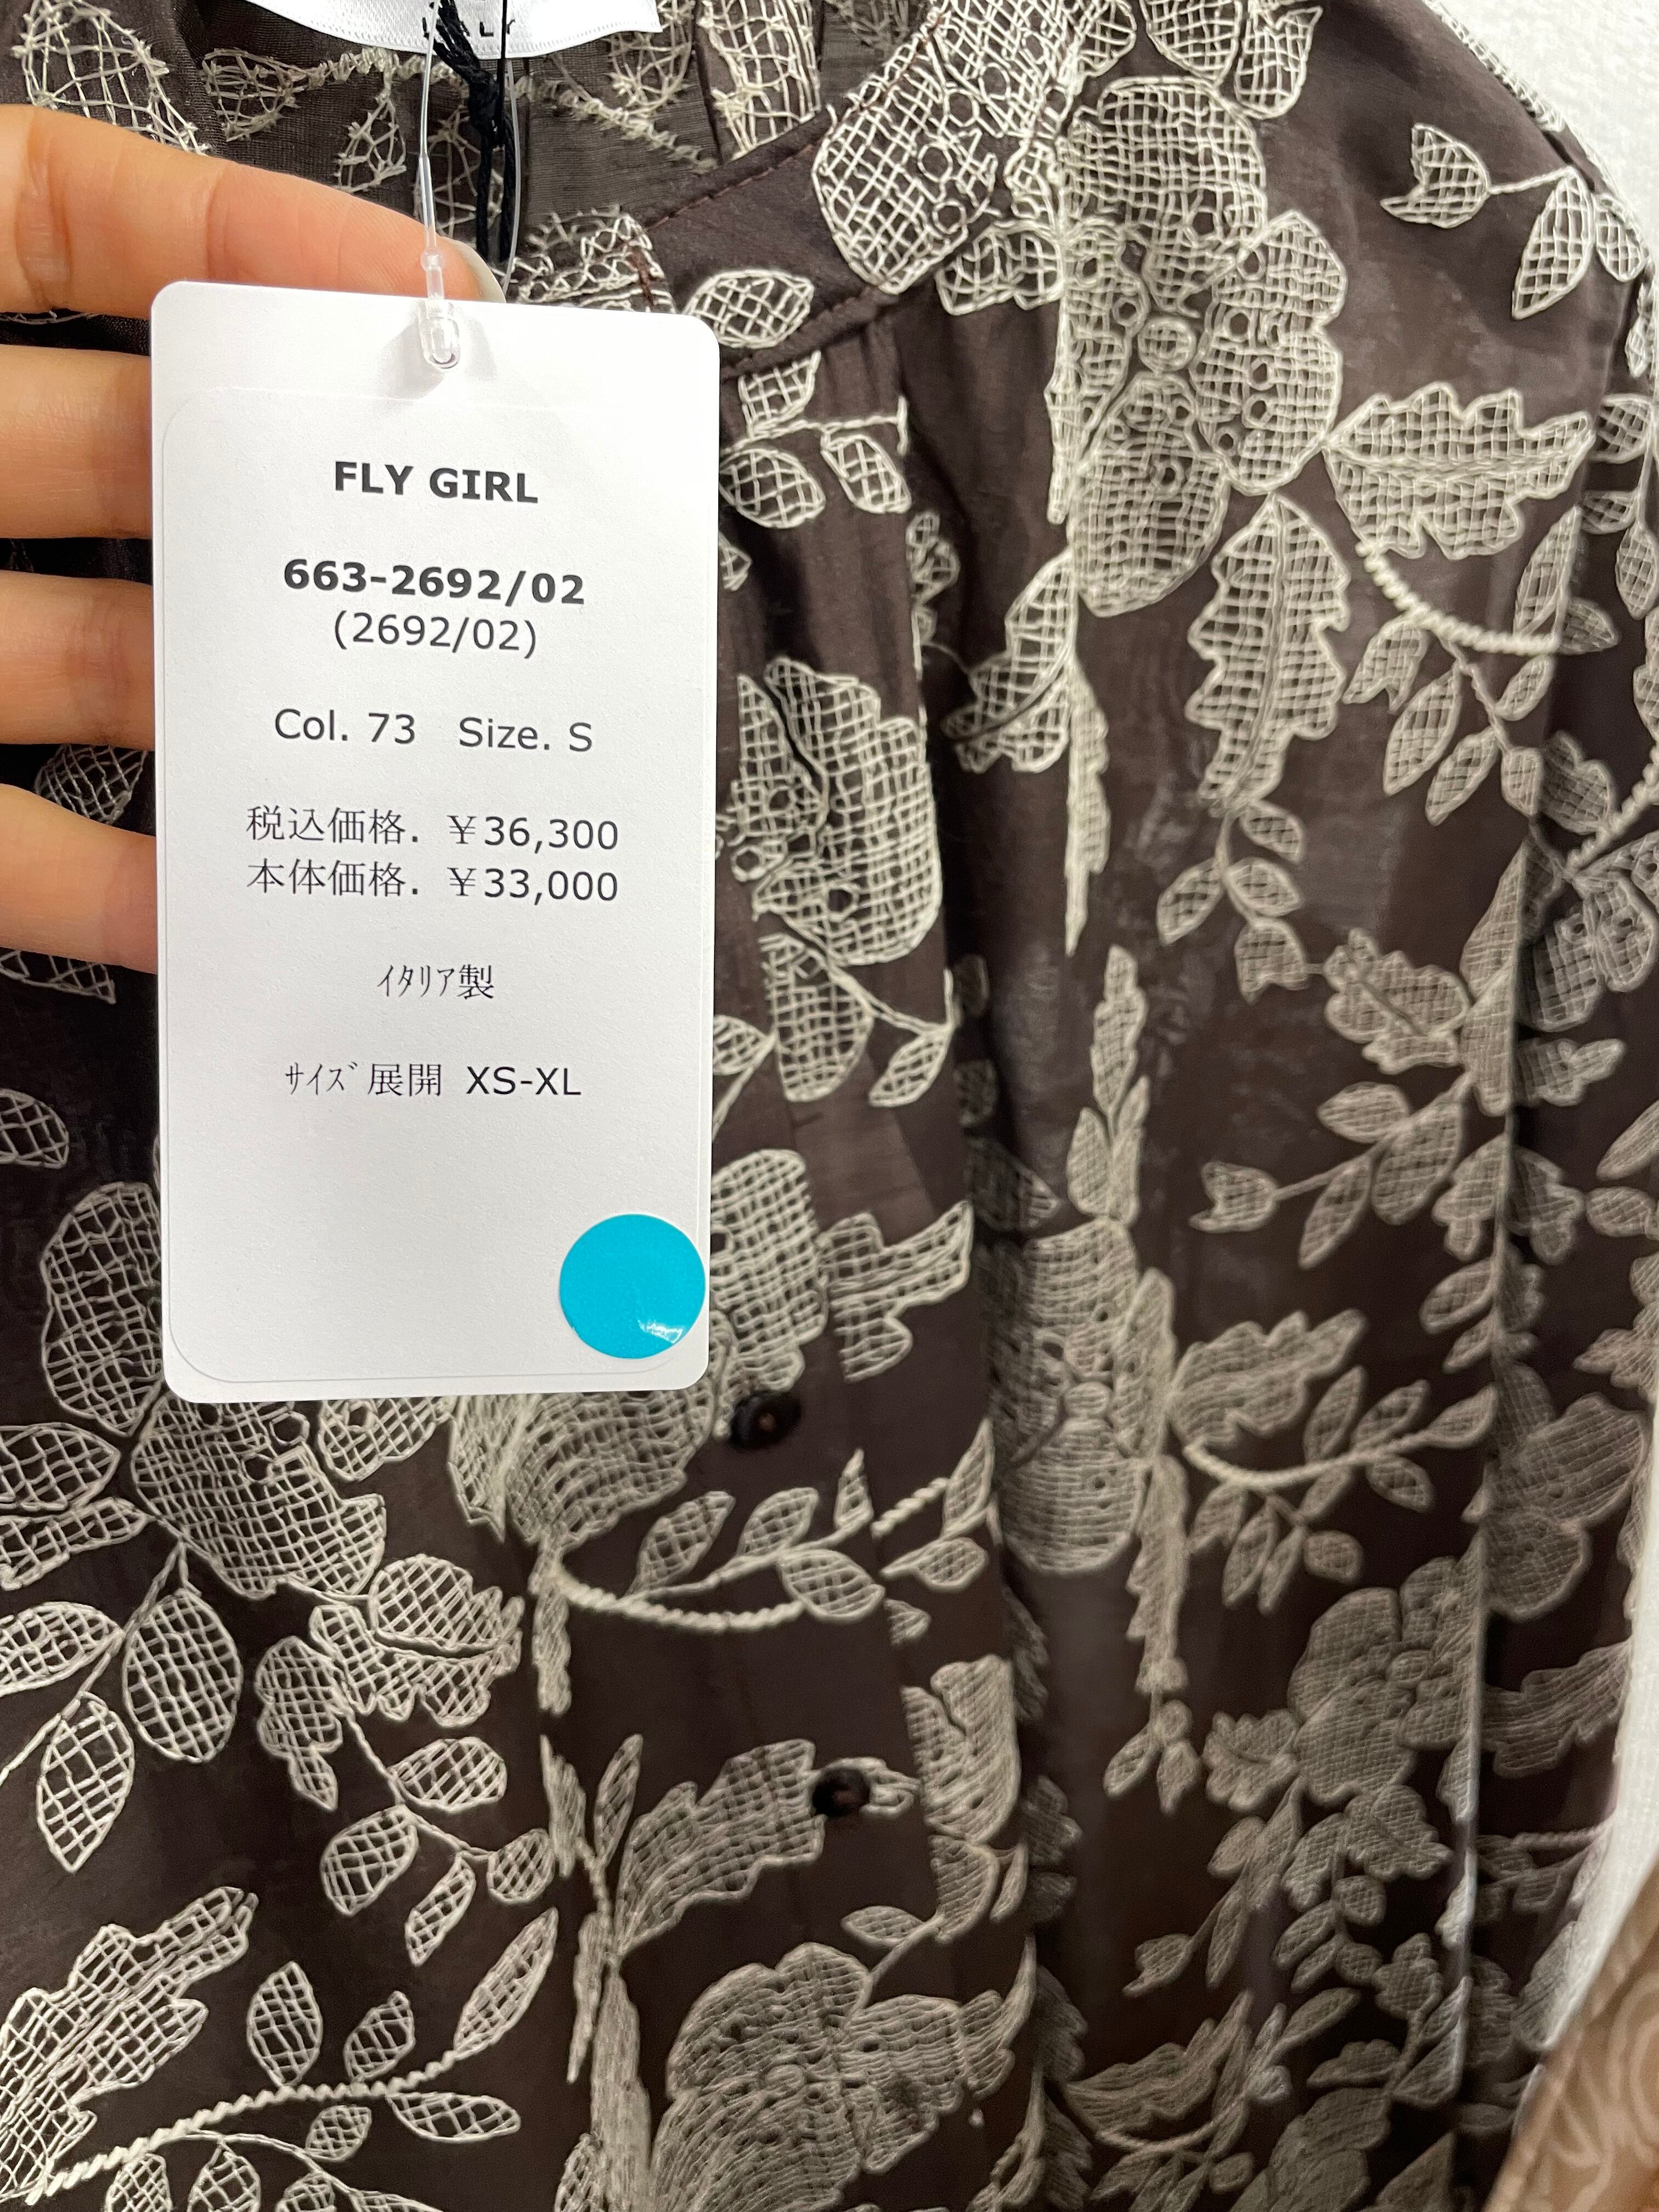 ITALY
FLY GIRL
663-2692/02
(2692/02)
Col. 73 Size. S
税込価格. ￥36,300
本体価格. ￥33,000
ｲﾀﾘｱ製
ｻｲｽﾞ展開 XS-XL